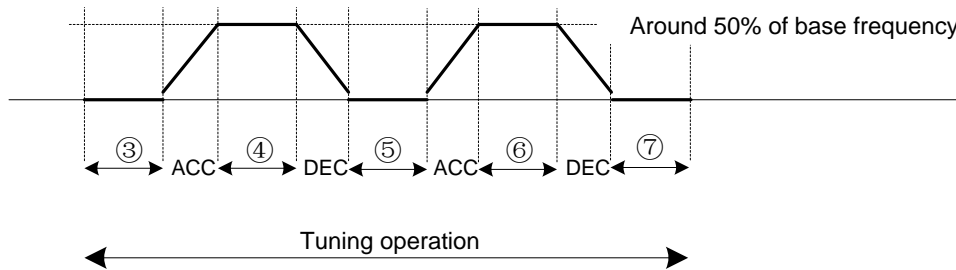 Around 50% of base frequency
③ ACC ④ DEC ⑤ ACC ⑥ DEC ⑦
Tuning operation